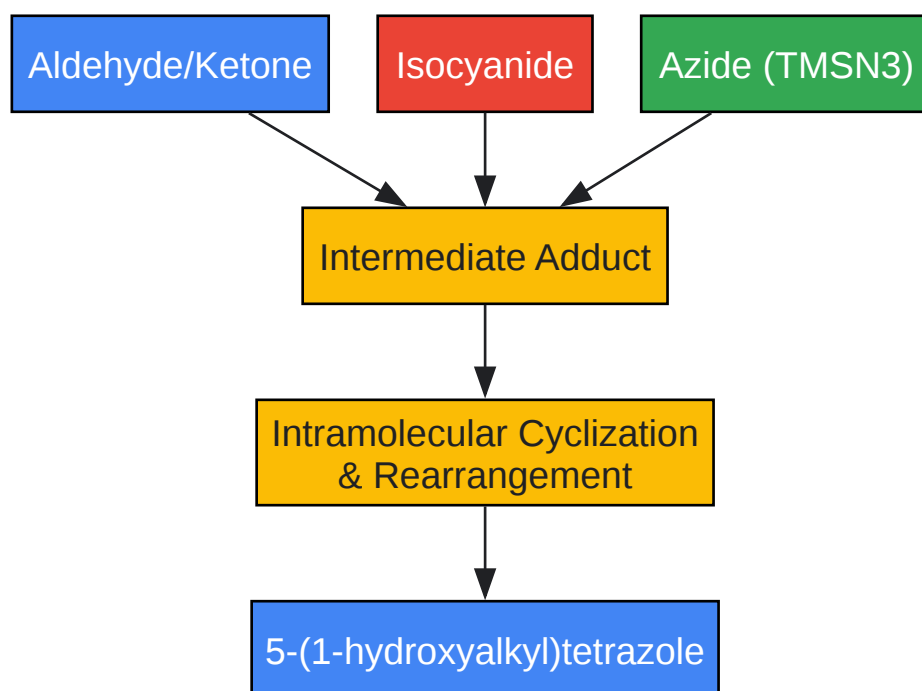 Aldehyde/Ketone
Isocyanide
Azide (TMSN3)
Intermediate Adduct
Intramolecular Cyclization
& Rearrangement
5-(1-hydroxyalkyl)tetrazole